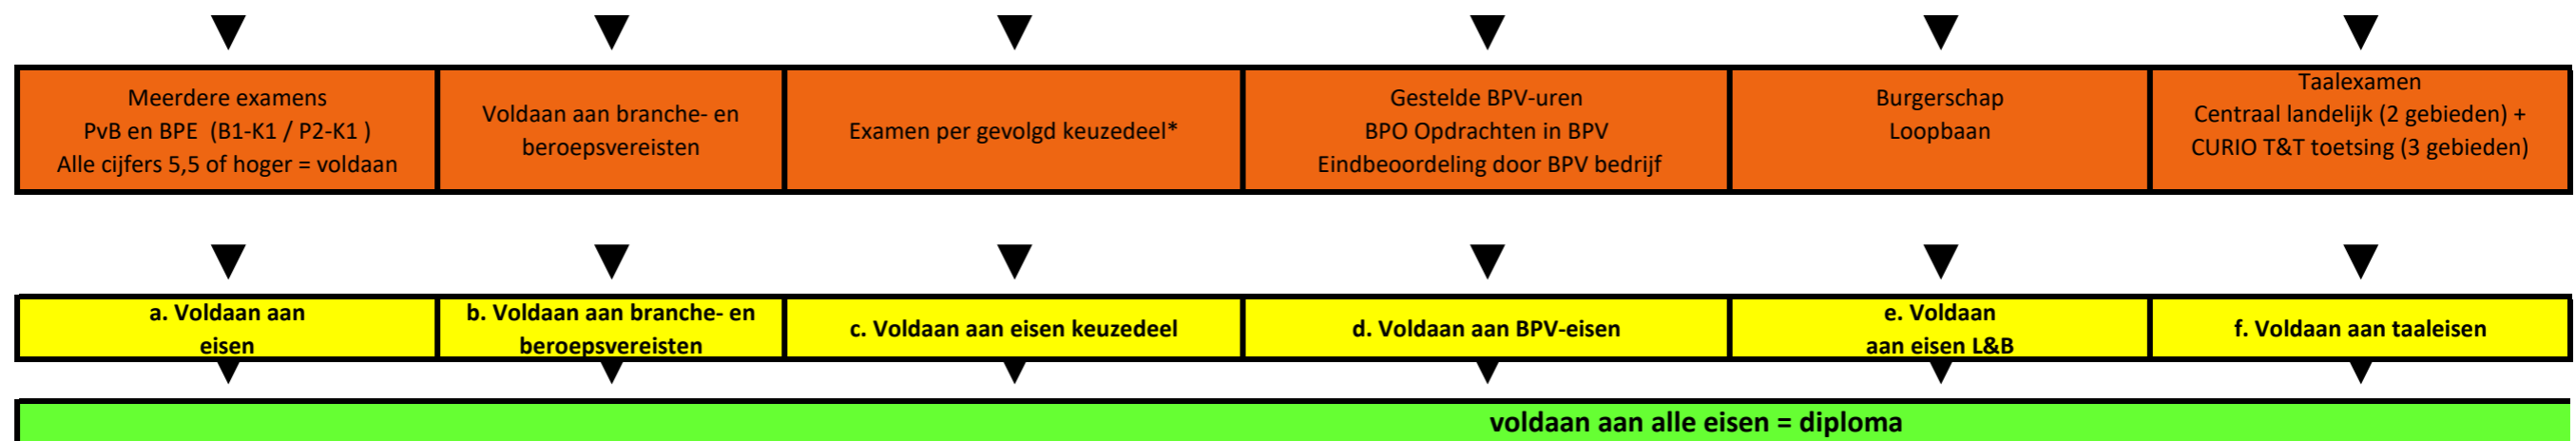 Meerdere examens
PvB en BPE (B1-K1 / P2-K1 )
Alle cijfers 5,5 of hoger = voldaan
Voldaan aan branche- en
beroepsvereisten
Examen per gevolgd keuzedeel*
Gestelde BPV-uren
BPO Opdrachten in BPV
Eindbeoordeling door BPV bedrijf
Burgerschap
Loopbaan
Taalexamen
Centraal landelijk (2 gebieden) +
CURIO T&T toetsing (3 gebieden)
a. Voldaan aan
eisen
b. Voldaan aan branche- en
beroepsvereisten
c. Voldaan aan eisen keuzedeel
d. Voldaan aan BPV-eisen
e. Voldaan
aan eisen L&B
f. Voldaan aan taaleisen
voldaan aan alle eisen = diploma